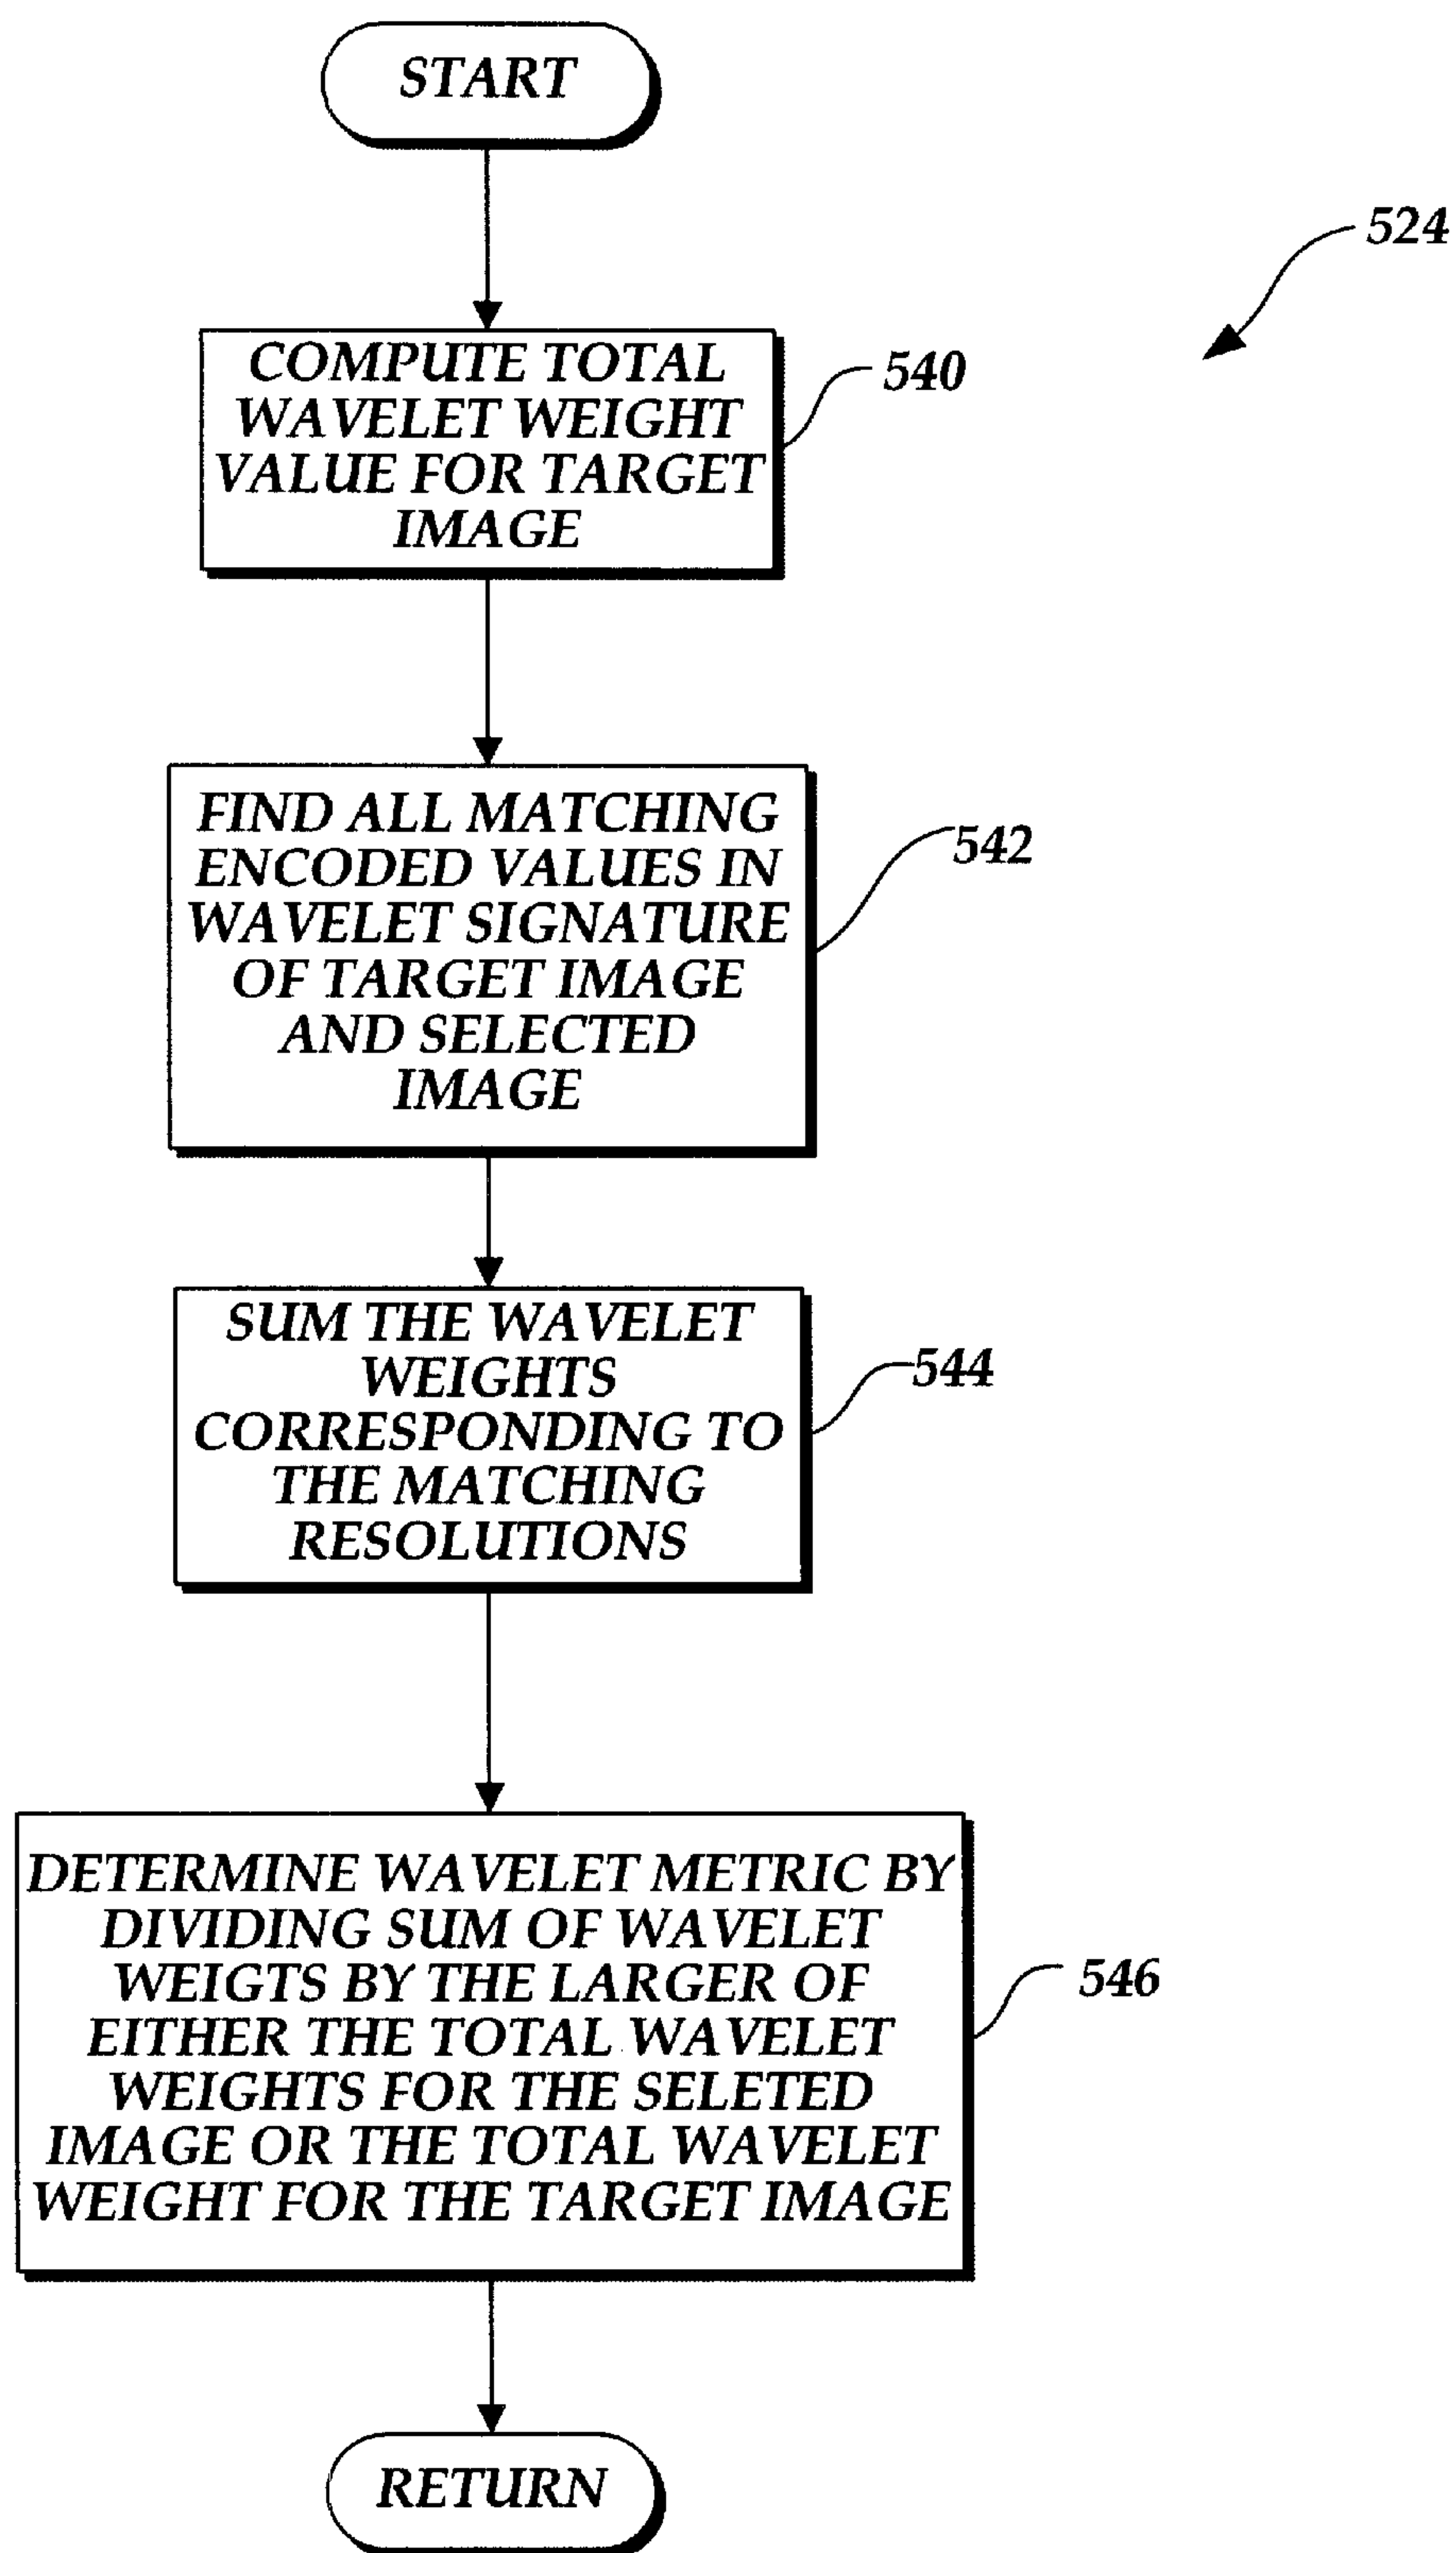 START
524
COMPUTE TOTAL
WAVELET WEIGHT
VALUE FOR TARGET
IMAGE
540
FIND ALL MATCHING
ENCODED VALUES IN
WAVELET SIGNATURE
OF TARGET IMAGE
AND SELECTED
IMAGE
542
SUM THE WAVELET
WEIGHTS
CORRESPONDING TO
THE MATCHING
RESOLUTIONS
544
DETERMINE WAVELET METRIC BY
DIVIDING SUM OF WAVELET
WEIGTS BY THE LARGER OF
EITHER THE TOTAL WAVELET
WEIGHTS FOR THE SELETED
IMAGE OR THE TOTAL WAVELET
WEIGHT FOR THE TARGET IMAGE
546
RETURN